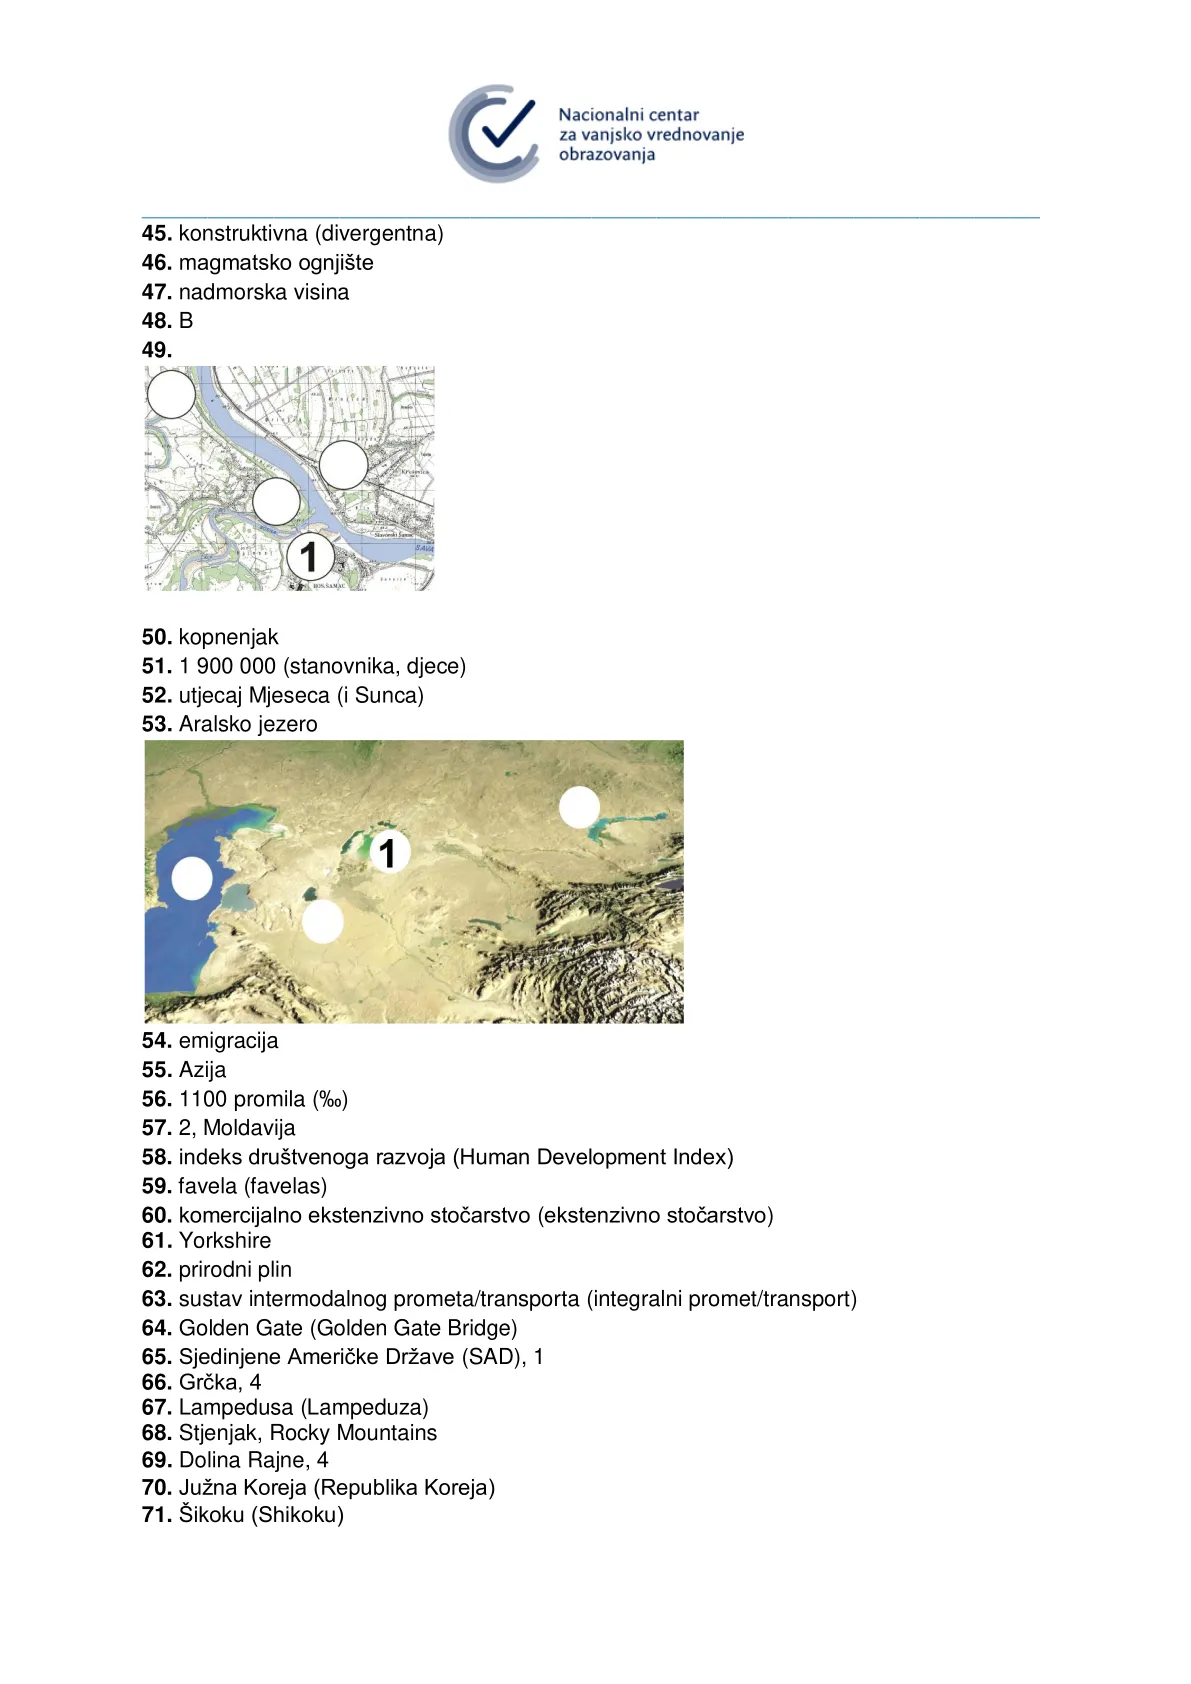 Nacionalni centar
za vanjsko vrednovanje
obrazovanja
45. konstruktivna (divergentna)
46. magmatsko ognjište
47. nadmorska visina
48. B
49.
Slavonski Šamac
SAVA
1
BOS. ŠAMAC
50. kopnenjak
51. 1 900 000 (stanovnika, djece)
52. utjecaj Mjeseca (i Sunca)
53. Aralsko jezero
1
54. emigracija
55. Azija
56. 1100 promila (‰)
57. 2, Moldavija
58. indeks društvenoga razvoja (Human Development Index)
59. favela (favelas)
60. komercijalno ekstenzivno stočarstvo (ekstenzivno stočarstvo)
61. Yorkshire
62. prirodni plin
63. sustav intermodalnog prometa/transporta (integralni promet/transport)
64. Golden Gate (Golden Gate Bridge)
65. Sjedinjene Američke Države (SAD), 1
66. Grčka, 4
67. Lampedusa (Lampeduza)
68. Stjenjak, Rocky Mountains
69. Dolina Rajne, 4
70. Južna Koreja (Republika Koreja)
71. Šikoku (Shikoku)